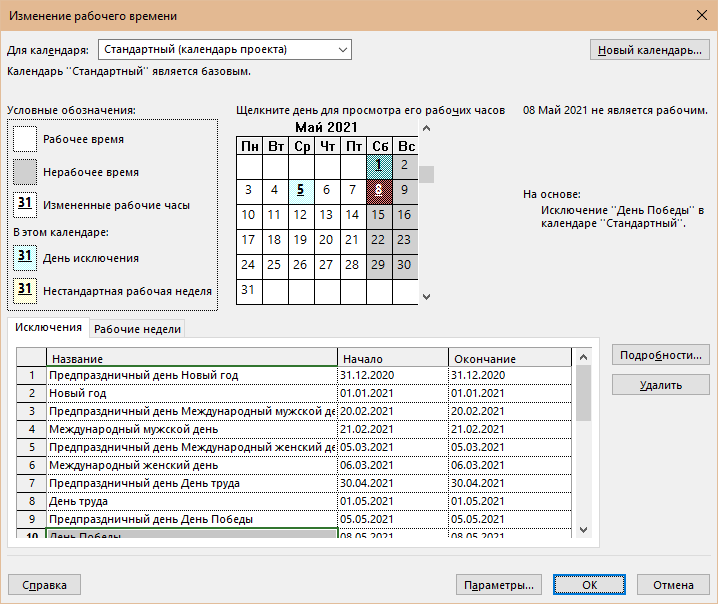 Изменение рабочего времени
Для календаря: Стандартный (календарь проекта) Новый календарь...
Календарь "Стандартный" является базовым.
Условные обозначения:
Рабочее время
Нерабочее время
31 Измененные рабочие часы
В этом календаре:
31 День исключения
31 Нестандартная рабочая неделя
Щелкните день для просмотра его рабочих часов
Май 2021
Пн Вт Ср Чт Пт Сб Вс
1 2
3 4 5 6 7 8 9
10 11 12 13 14 15 16
17 18 19 20 21 22 23
24 25 26 27 28 29 30
31
08 Май 2021 не является рабочим.
На основе:
Исключение "День Победы" в
календаре "Стандартный".
Исключения Рабочие недели
Название Начало Окончание
1 Предпраздничный день Новый год 31.12.2020 31.12.2020
2 Новый год 01.01.2021 01.01.2021
3 Предпраздничный день Международный мужской де 20.02.2021 20.02.2021
4 Международный мужской день 21.02.2021 21.02.2021
5 Предпраздничный день Международный женский де 05.03.2021 05.03.2021
6 Международный женский день 06.03.2021 06.03.2021
7 Предпраздничный день День труда 30.04.2021 30.04.2021
8 День труда 01.05.2021 01.05.2021
9 Предпраздничный день День Победы 05.05.2021 05.05.2021
10 День Победы 08.05.2021 08.05.2021
Подробности...
Удалить
Справка Параметры... ОК Отмена